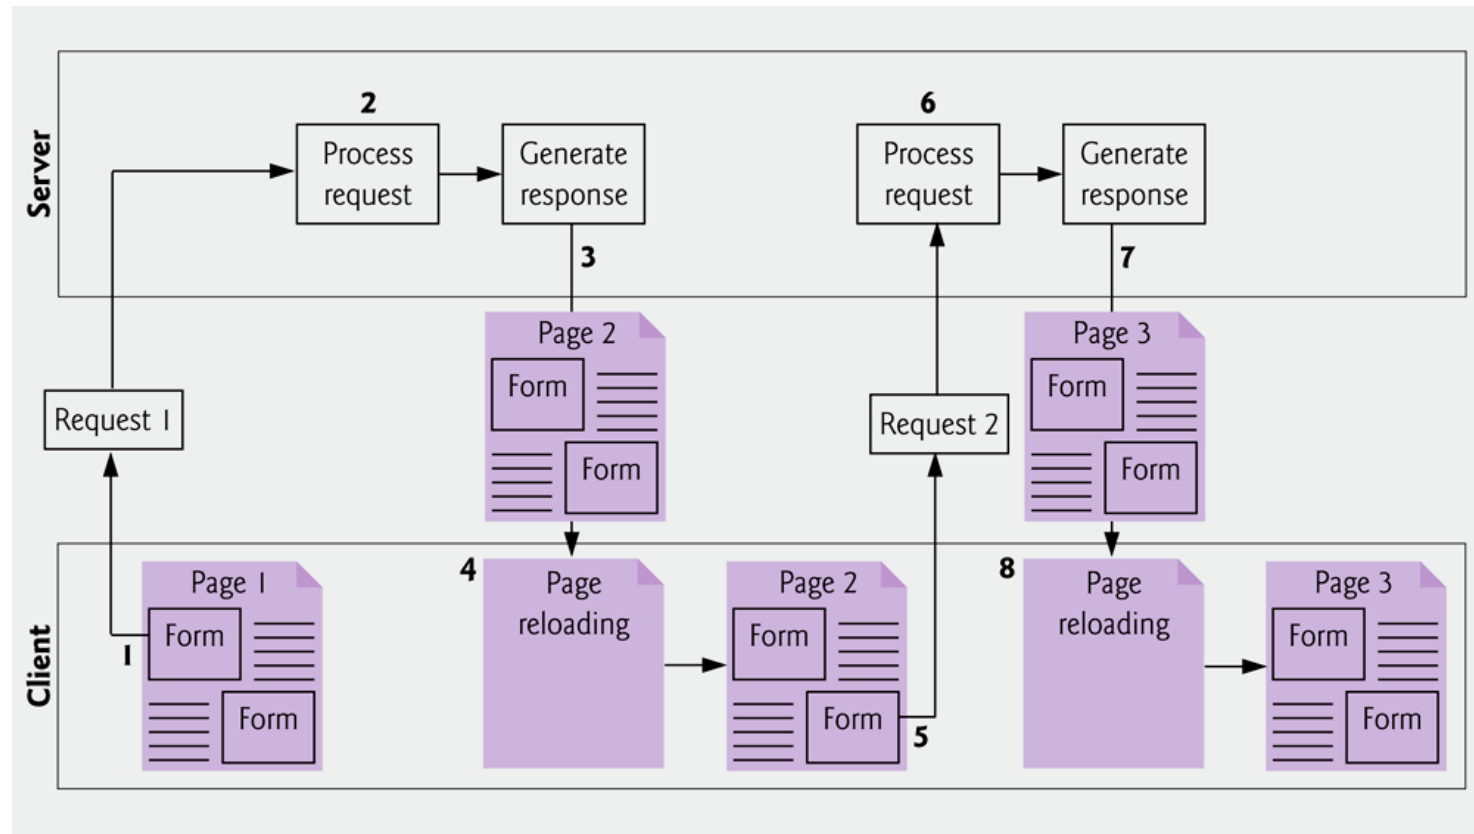 Server
2
Process
request
Generate
response
3
6
Process
request
Generate
response
7
Request 1
Page 2
Form
Form
Request 2
Page 3
Form
Form
Client
Page 1
Form
Form
1
4
Page
reloading
Page 2
Form
Form
5
8
Page
reloading
Page 3
Form
Form